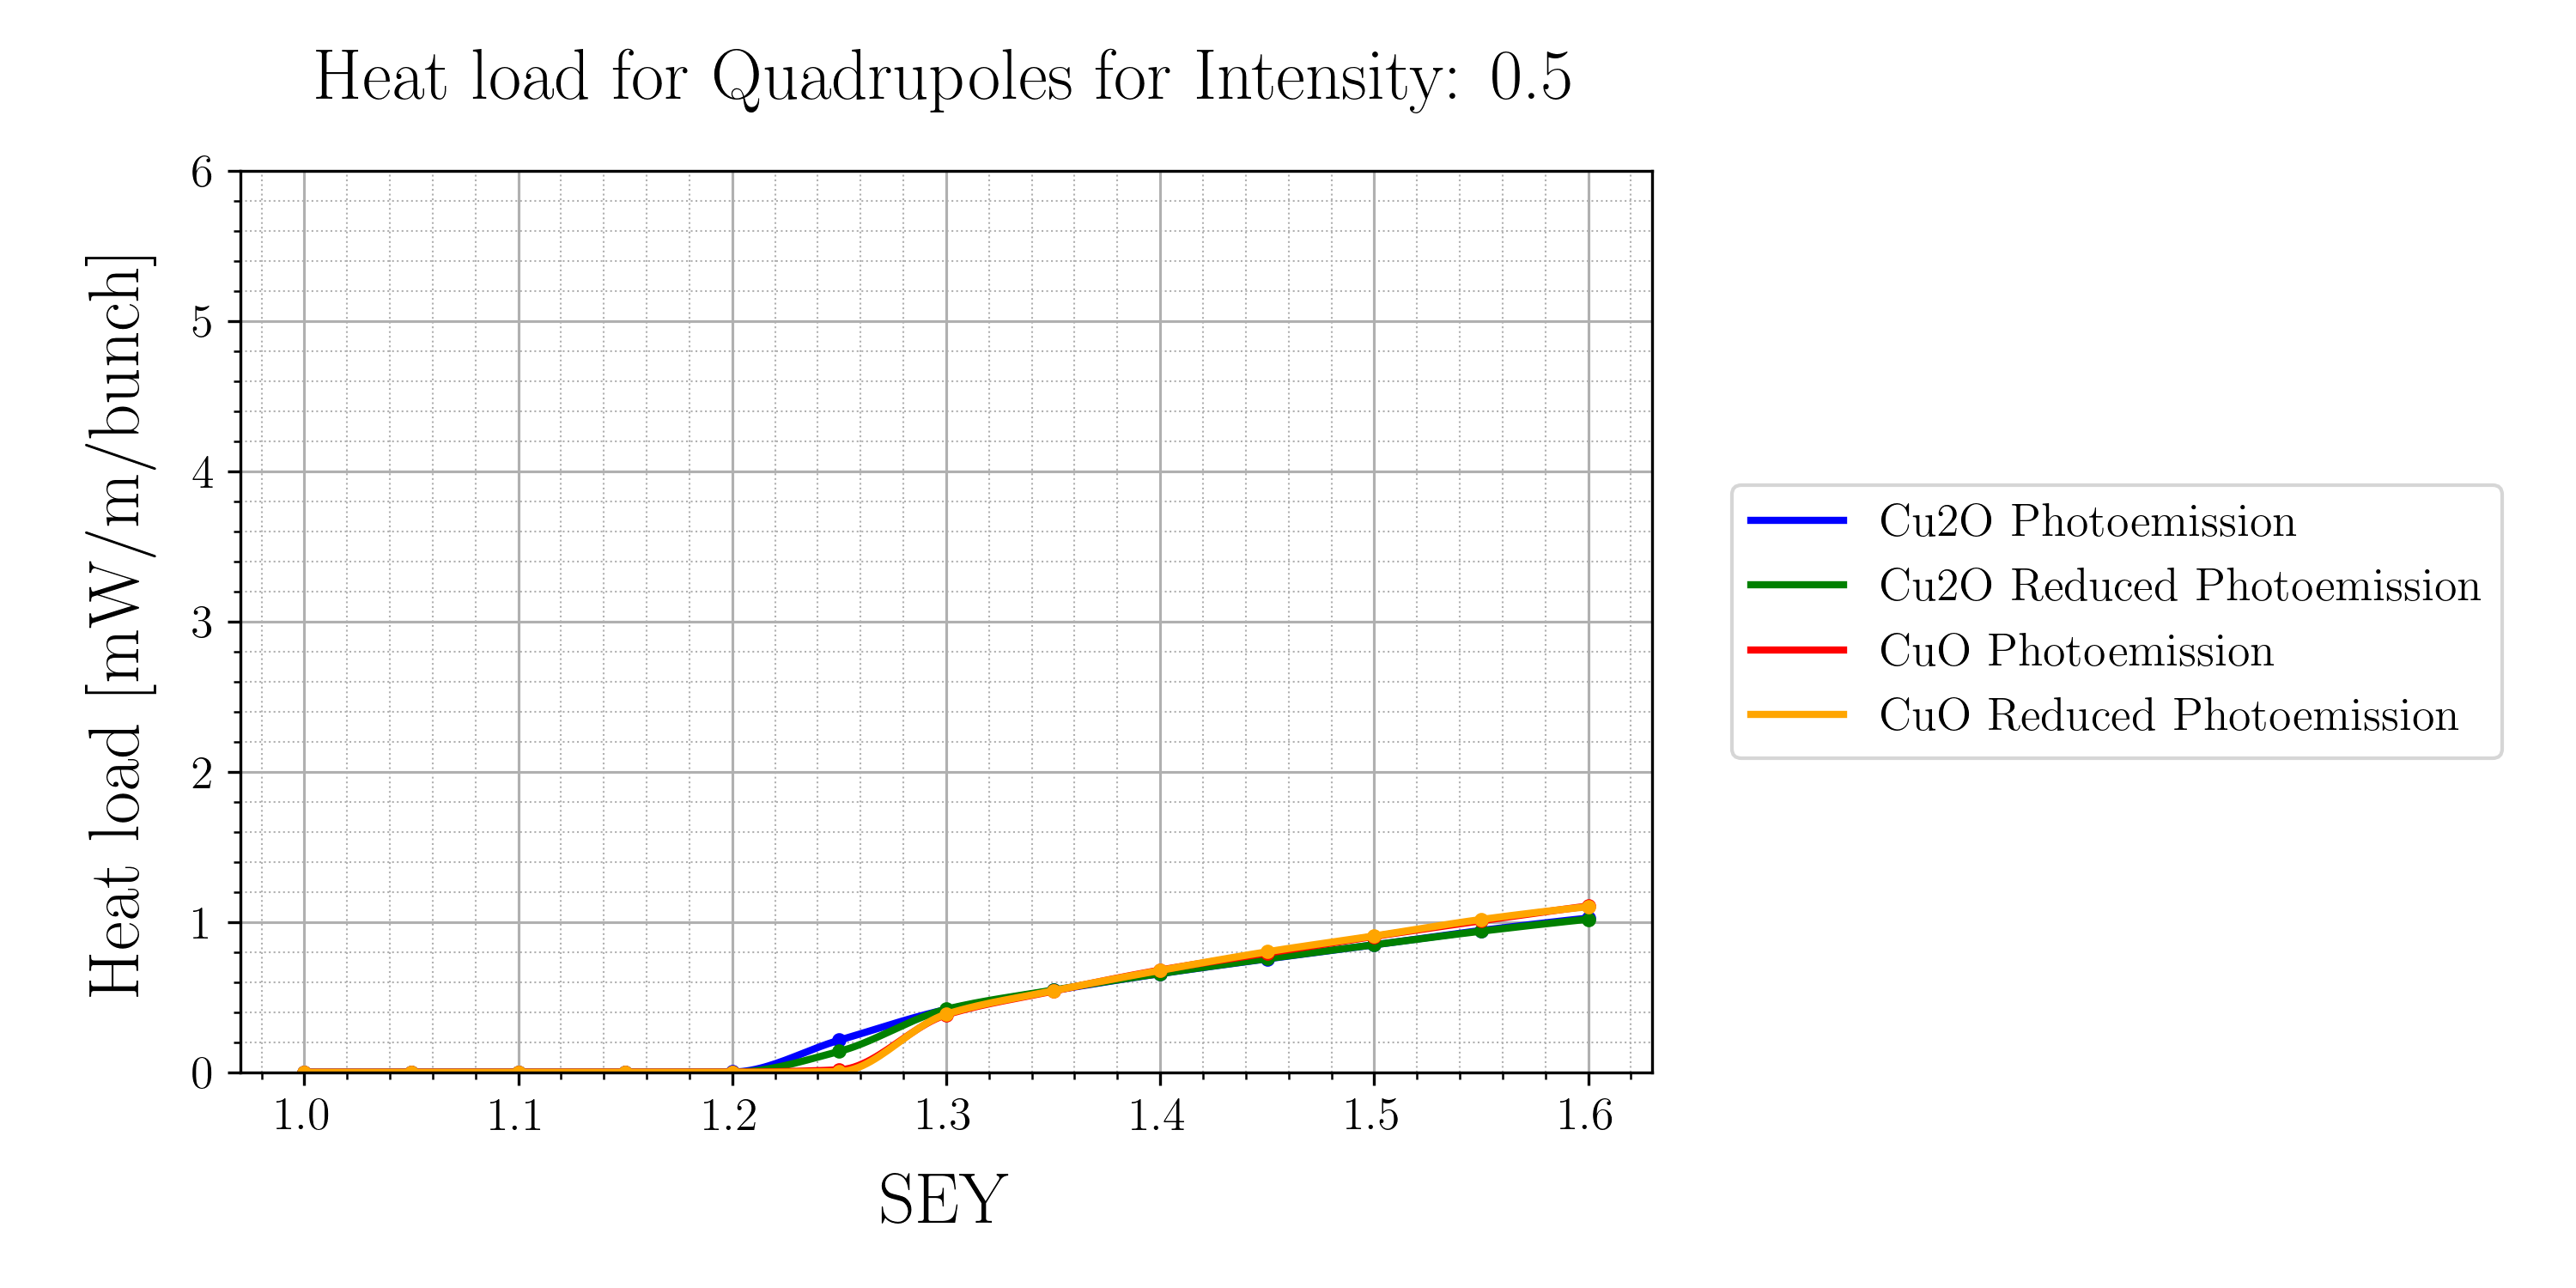 Heat load for Quadrupoles for Intensity: 0.5
Heat load [mW/m/bunch]
6
5
4
3
2
1
0
1.0 1.1 1.2 1.3 1.4 1.5 1.6
SEY
Cu2O Photoemission
Cu2O Reduced Photoemission
CuO Photoemission
CuO Reduced Photoemission